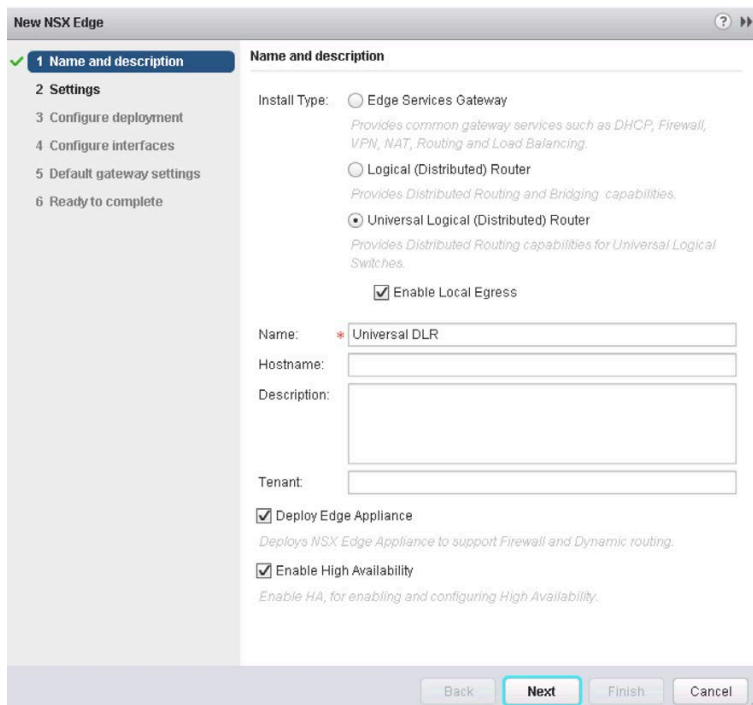 New NSX Edge
?
1 Name and description
2 Settings
3 Configure deployment
4 Configure interfaces
5 Default gateway settings
6 Ready to complete
Name and description
Install Type:
Edge Services Gateway
Provides common gateway services such as DHCP, Firewall,
VPN, NAT, Routing and Load Balancing.
Logical (Distributed) Router
Provides Distributed Routing and Bridging capabilities.
Universal Logical (Distributed) Router
Provides Distributed Routing capabilities for Universal Logical
Switches.
Enable Local Egress
Name: * Universal DLR
Hostname:
Description:
Tenant:
Deploy Edge Appliance
Deploys NSX Edge Appliance to support Firewall and Dynamic routing.
Enable High Availability
Enable HA, for enabling and configuring High Availability.
Back Next Finish Cancel